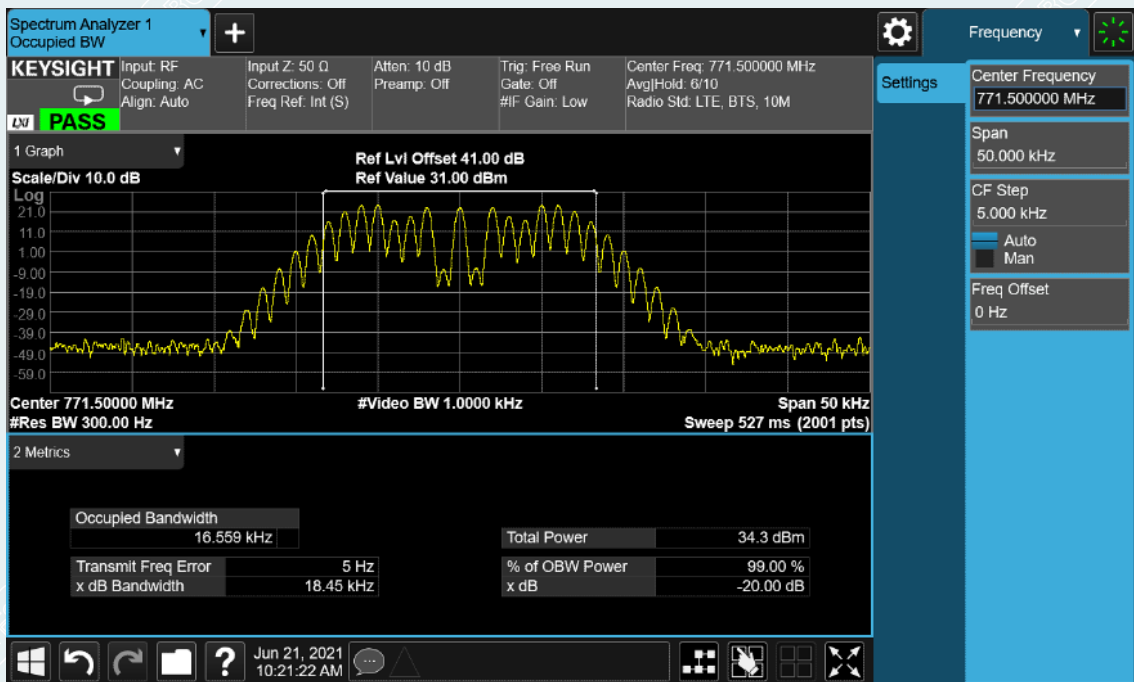 Spectrum Analyzer 1
Occupied BW
+
Frequency
KEYSIGHT
LXI
PASS
Input: RF
Coupling: AC
Align: Auto
Input Z: 50 Ω
Corrections: Off
Freq Ref: Int (S)
Atten: 10 dB
Preamp: Off
Trig: Free Run
Gate: Off
#IF Gain: Low
Center Freq: 771.500000 MHz
Avg|Hold: 6/10
Radio Std: LTE, BTS, 10M
Settings
Center Frequency
771.500000 MHz
Span
50.000 kHz
CF Step
5.000 kHz
Auto
Man
Freq Offset
0 Hz
1 Graph
Scale/Div 10.0 dB
Ref Lvl Offset 41.00 dB
Ref Value 31.00 dBm
Log
21.0
11.0
1.00
-9.00
-19.0
-29.0
-39.0
-49.0
-59.0
Center 771.50000 MHz
#Video BW 1.0000 kHz
Span 50 kHz
#Res BW 300.00 Hz
Sweep 527 ms (2001 pts)
2 Metrics
Occupied Bandwidth
16.559 kHz
Total Power 34.3 dBm
Transmit Freq Error 5 Hz
% of OBW Power 99.00 %
x dB Bandwidth 18.45 kHz
x dB -20.00 dB
?
Jun 21, 2021
10:21:22 AM